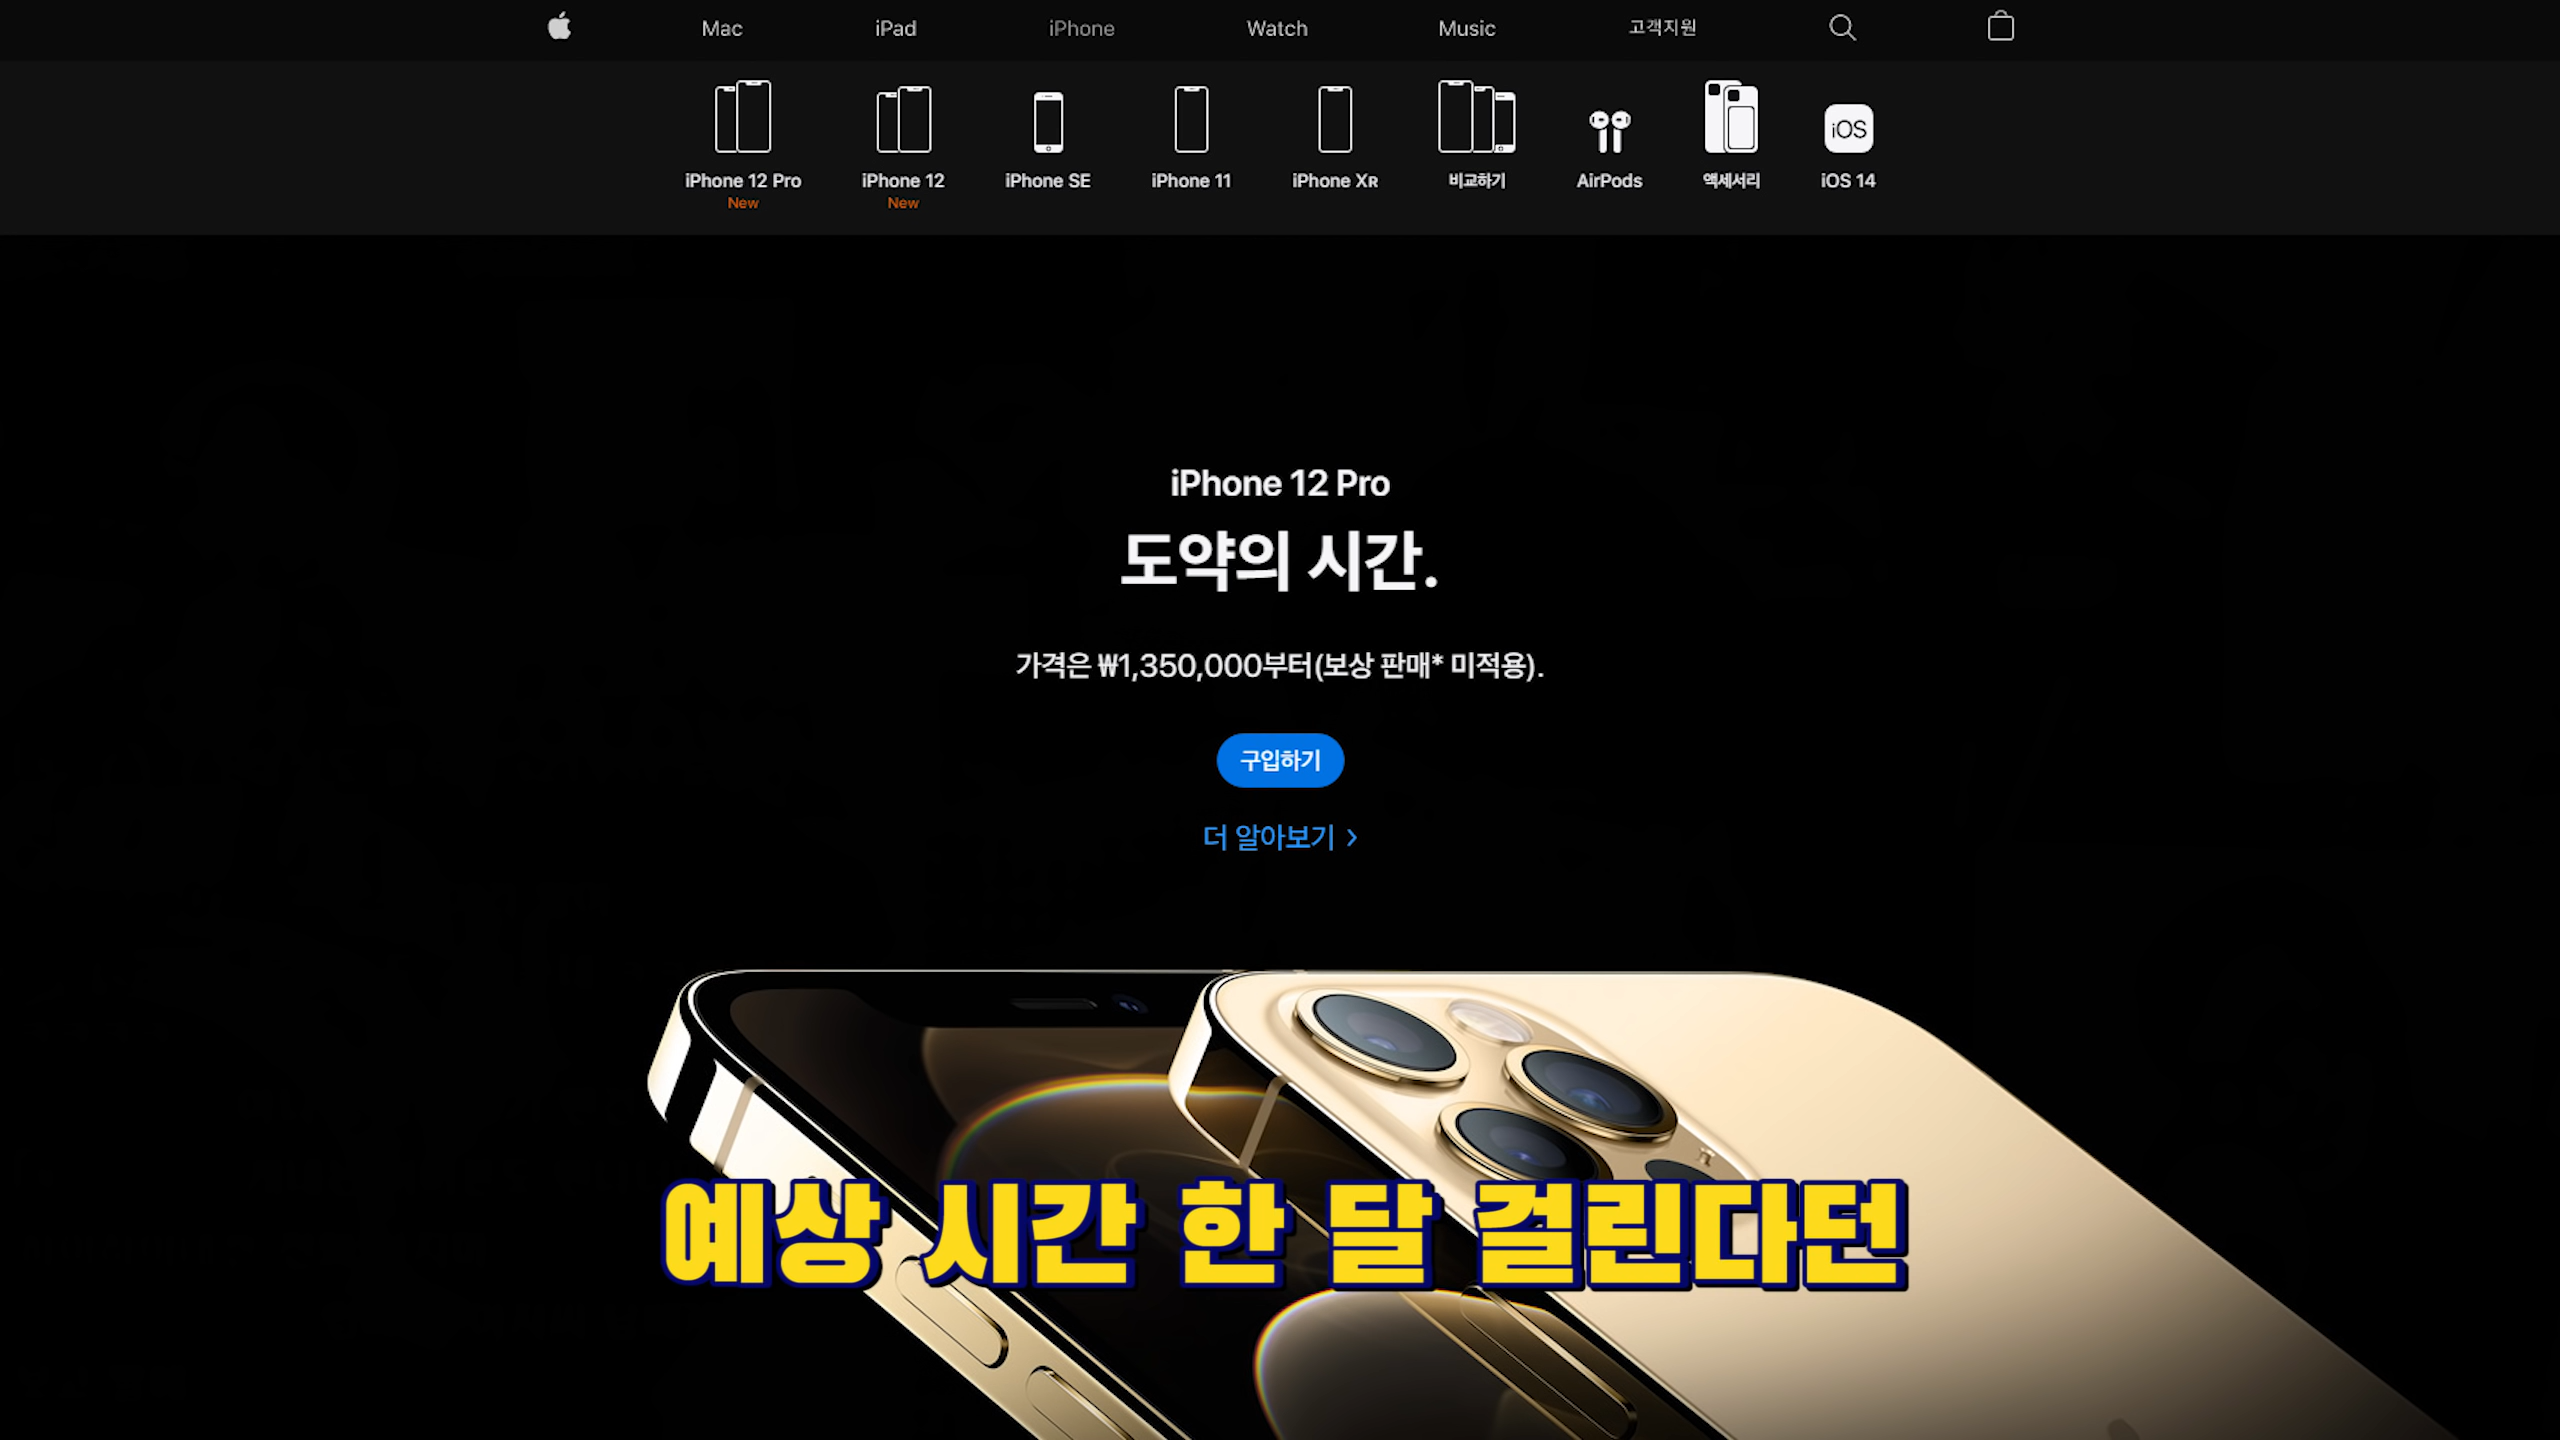 Mac iPad iPhone Watch Music 고객지원
iPhone 12 Pro iPhone 12 iPhone SE iPhone 11 iPhone XR 비교하기 AirPods 액세서리 iOS iOS 14
New New
iPhone 12 Pro
도약의 시간.
가격은 ₩1,350,000부터(보상 판매* 미적용).
구입하기
더 알아보기 >
예상 시간 한 달 걸린다던